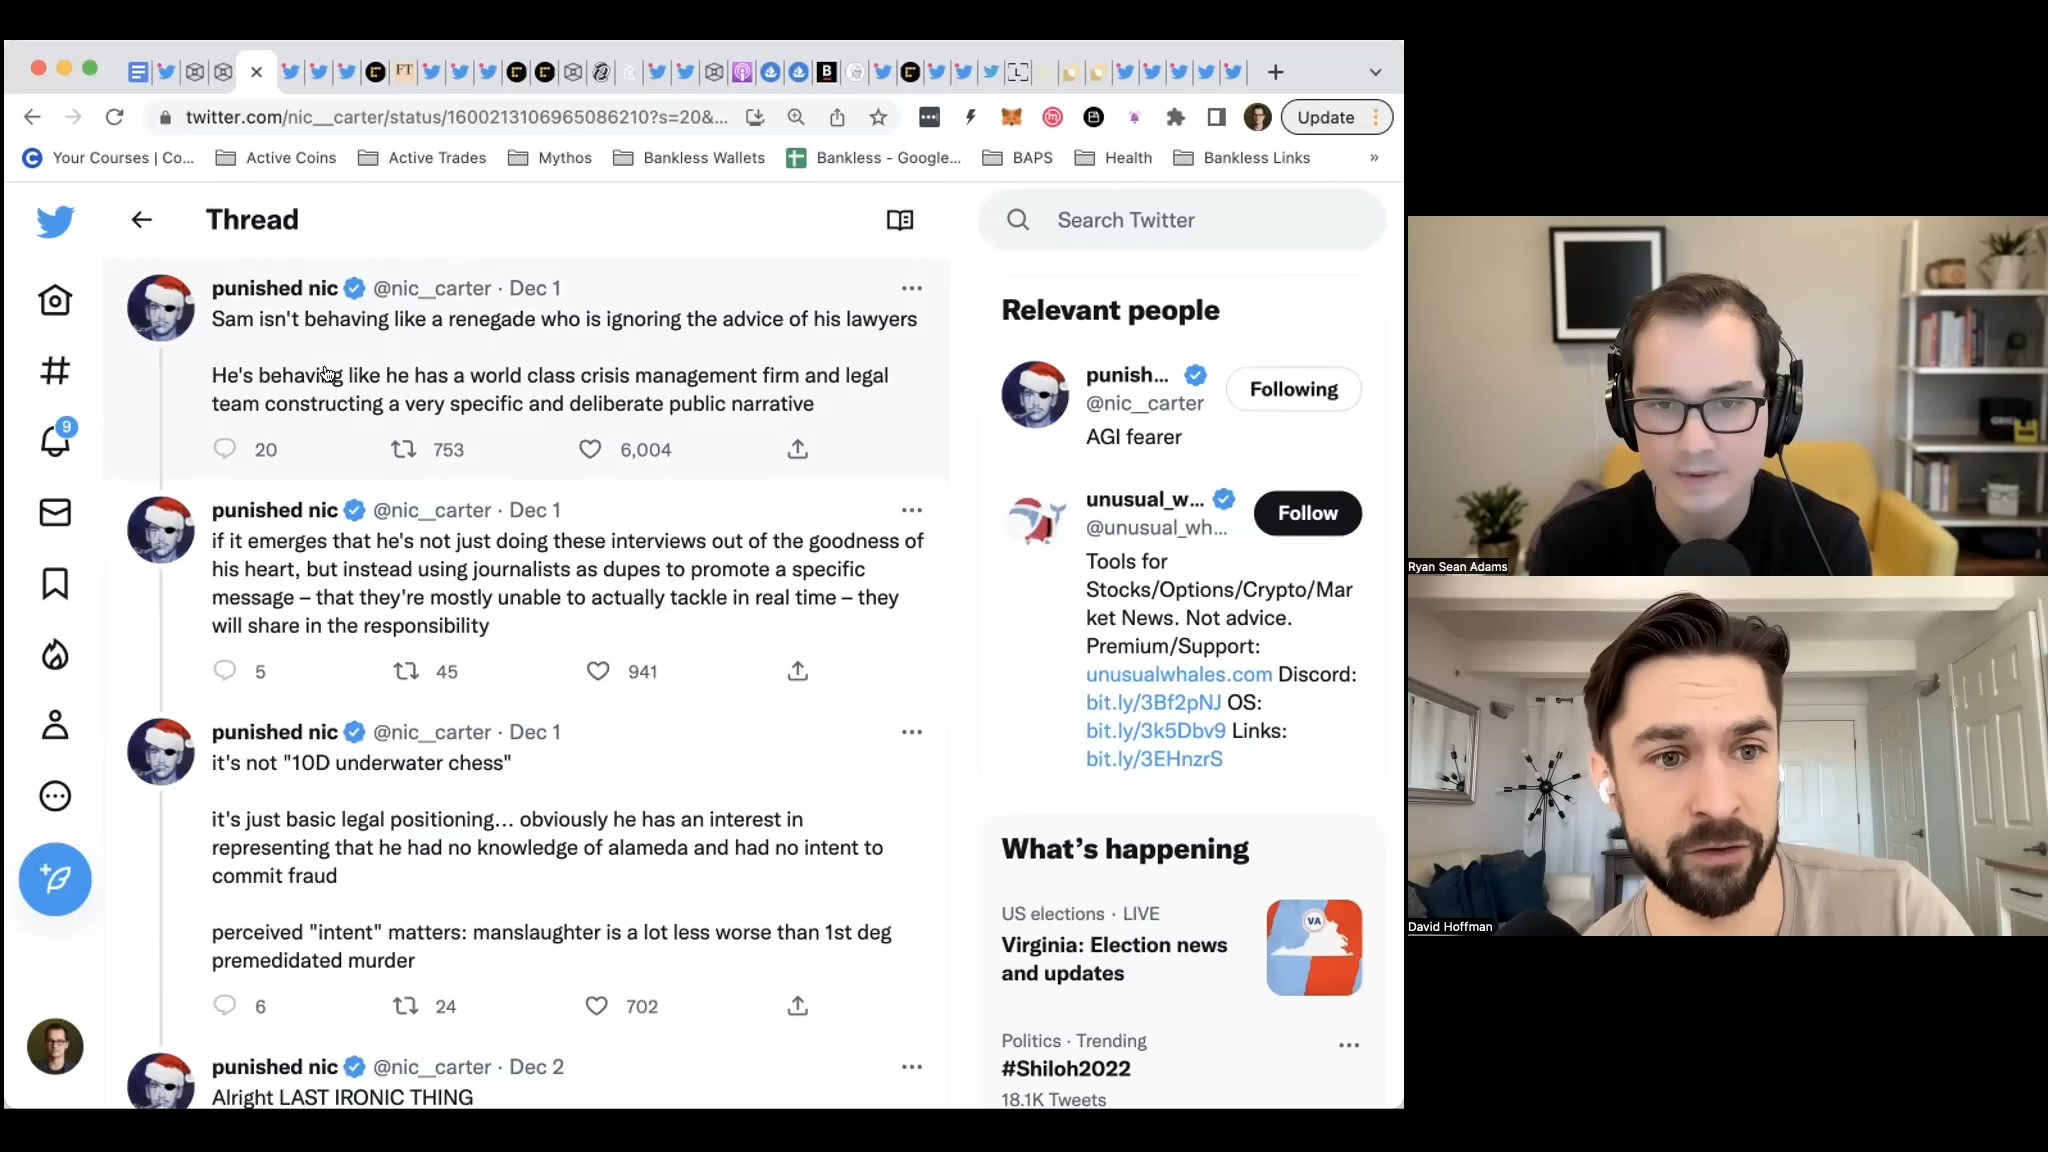 FT
B
[L]
twitter.com/nic__carter/status/1600213106965086210?s=20&...
Update
Your Courses | Co...
Active Coins
Active Trades
Mythos
Bankless Wallets
Bankless - Google...
BAPS
Health
Bankless Links
»
Thread
Search Twitter
punished nic @nic__carter · Dec 1
Sam isn't behaving like a renegade who is ignoring the advice of his lawyers
He's behaving like he has a world class crisis management firm and legal
team constructing a very specific and deliberate public narrative
20 753 6,004
punished nic @nic__carter · Dec 1
if it emerges that he's not just doing these interviews out of the goodness of
his heart, but instead using journalists as dupes to promote a specific
message – that they're mostly unable to actually tackle in real time – they
will share in the responsibility
5 45 941
punished nic @nic__carter · Dec 1
it's not "10D underwater chess"
it's just basic legal positioning... obviously he has an interest in
representing that he had no knowledge of alameda and had no intent to
commit fraud
perceived "intent" matters: manslaughter is a lot less worse than 1st deg
premedidated murder
6 24 702
punished nic @nic__carter · Dec 2
Alright LAST IRONIC THING
9
Relevant people
punish...
@nic__carter
Following
AGI fearer
unusual_w...
@unusual_wh...
Follow
Tools for
Stocks/Options/Crypto/Mar
ket News. Not advice.
Premium/Support:
unusualwhales.com Discord:
bit.ly/3Bf2pNJ OS:
bit.ly/3k5Dbv9 Links:
bit.ly/3EHnzrS
What's happening
US elections · LIVE
Virginia: Election news
and updates
VA
Politics · Trending
#Shiloh2022
18.1K Tweets
Ryan Sean Adams
David Hoffman